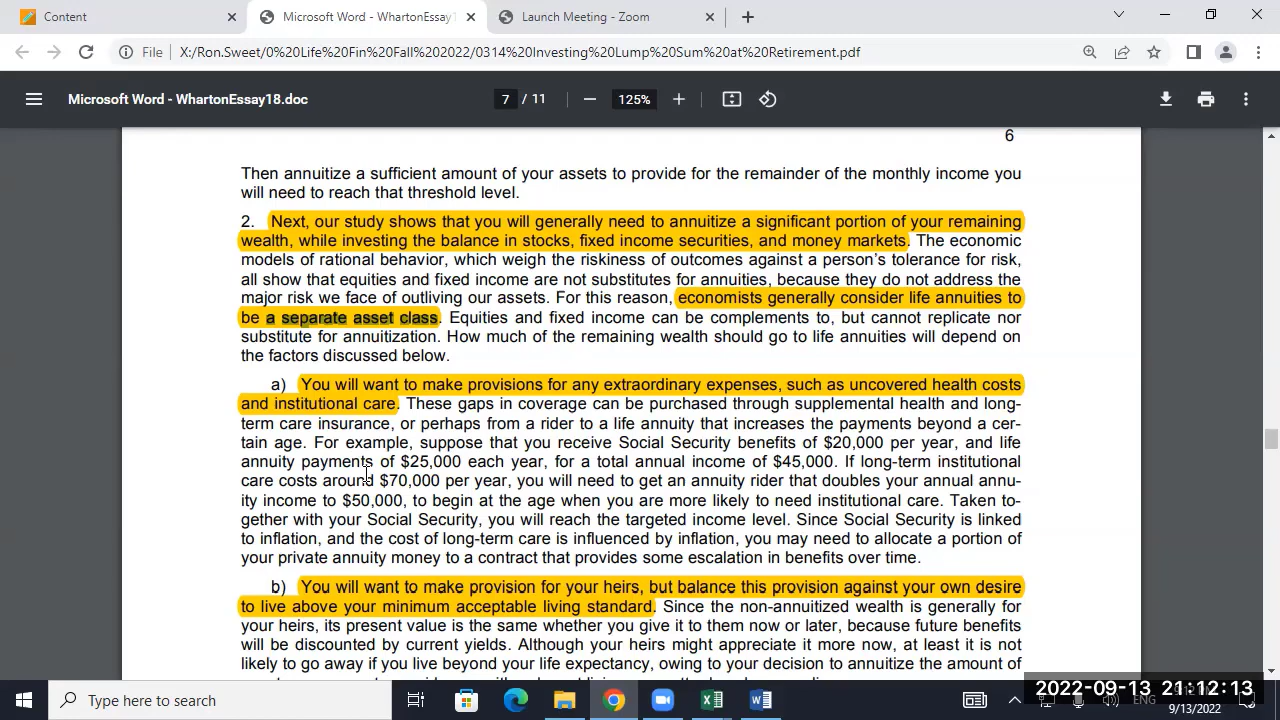 Content
Microsoft Word - WhartonEssay1
Launch Meeting - Zoom
File
X:/Ron.Sweet/0%20Life%20Fin%20Fall%202022/0314%20Investing%20Lump%20Sum%20at%20Retirement.pdf
Microsoft Word - WhartonEssay18.doc
7 / 11
125%
6
Then annuitize a sufficient amount of your assets to provide for the remainder of the monthly income you
will need to reach that threshold level.
2. Next, our study shows that you will generally need to annuitize a significant portion of your remaining
wealth, while investing the balance in stocks, fixed income securities, and money markets. The economic
models of rational behavior, which weigh the riskiness of outcomes against a person's tolerance for risk,
all show that equities and fixed income are not substitutes for annuities, because they do not address the
major risk we face of outliving our assets. For this reason, economists generally consider life annuities to
be a separate asset class. Equities and fixed income can be complements to, but cannot replicate nor
substitute for annuitization. How much of the remaining wealth should go to life annuities will depend on
the factors discussed below.
a) You will want to make provisions for any extraordinary expenses, such as uncovered health costs
and institutional care. These gaps in coverage can be purchased through supplemental health and long-
term care insurance, or perhaps from a rider to a life annuity that increases the payments beyond a cer-
tain age. For example, suppose that you receive Social Security benefits of $20,000 per year, and life
annuity payments of $25,000 each year, for a total annual income of $45,000. If long-term institutional
care costs around $70,000 per year, you will need to get an annuity rider that doubles your annual annu-
ity income to $50,000, to begin at the age when you are more likely to need institutional care. Taken to-
gether with your Social Security, you will reach the targeted income level. Since Social Security is linked
to inflation, and the cost of long-term care is influenced by inflation, you may need to allocate a portion of
your private annuity money to a contract that provides some escalation in benefits over time.
b) You will want to make provision for your heirs, but balance this provision against your own desire
to live above your minimum acceptable living standard. Since the non-annuitized wealth is generally for
your heirs, its present value is the same whether you give it to them now or later, because future benefits
will be discounted by current yields. Although your heirs might appreciate it more now, at least it is not
likely to go away if you live beyond your life expectancy, owing to your decision to annuitize the amount of
Type here to search
2022-09-13 21:12:13
ENG
9/13/2022